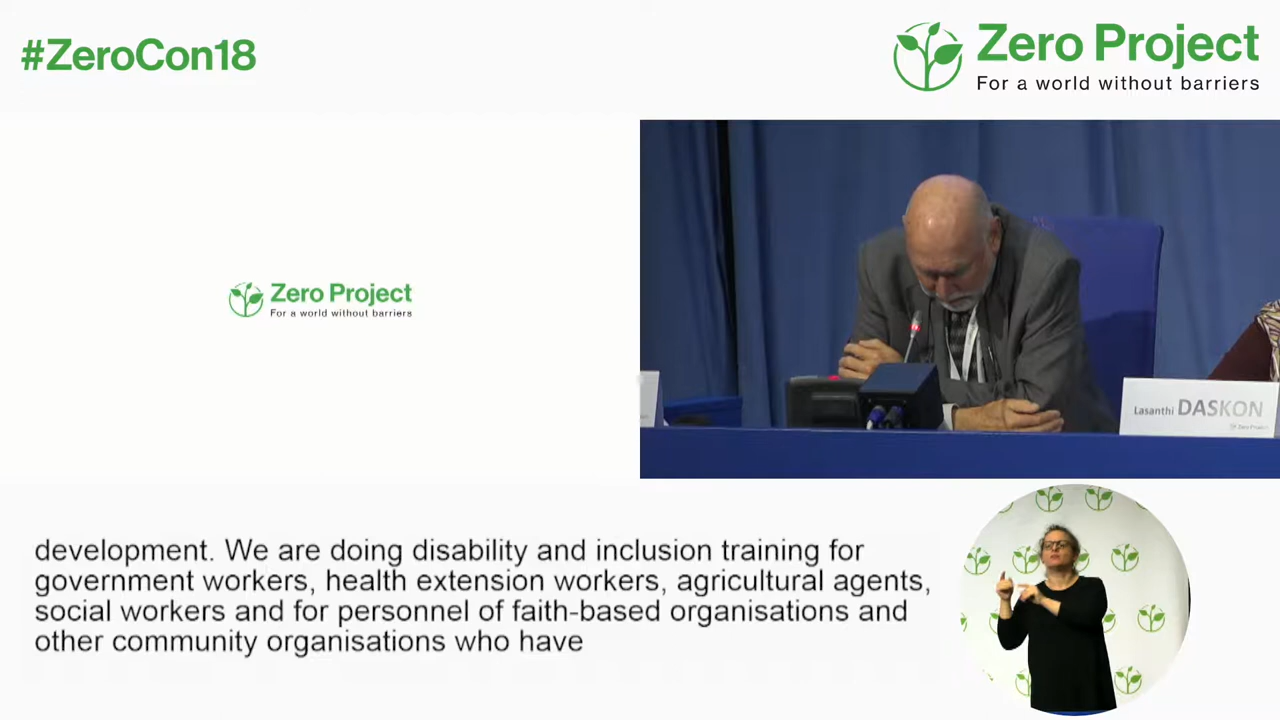 #ZeroCon18
Zero Project
For a world without barriers
Zero Project
For a world without barriers
Lasanthi DASKON
Zero Project
development. We are doing disability and inclusion training for
government workers, health extension workers, agricultural agents,
social workers and for personnel of faith-based organisations and
other community organisations who have